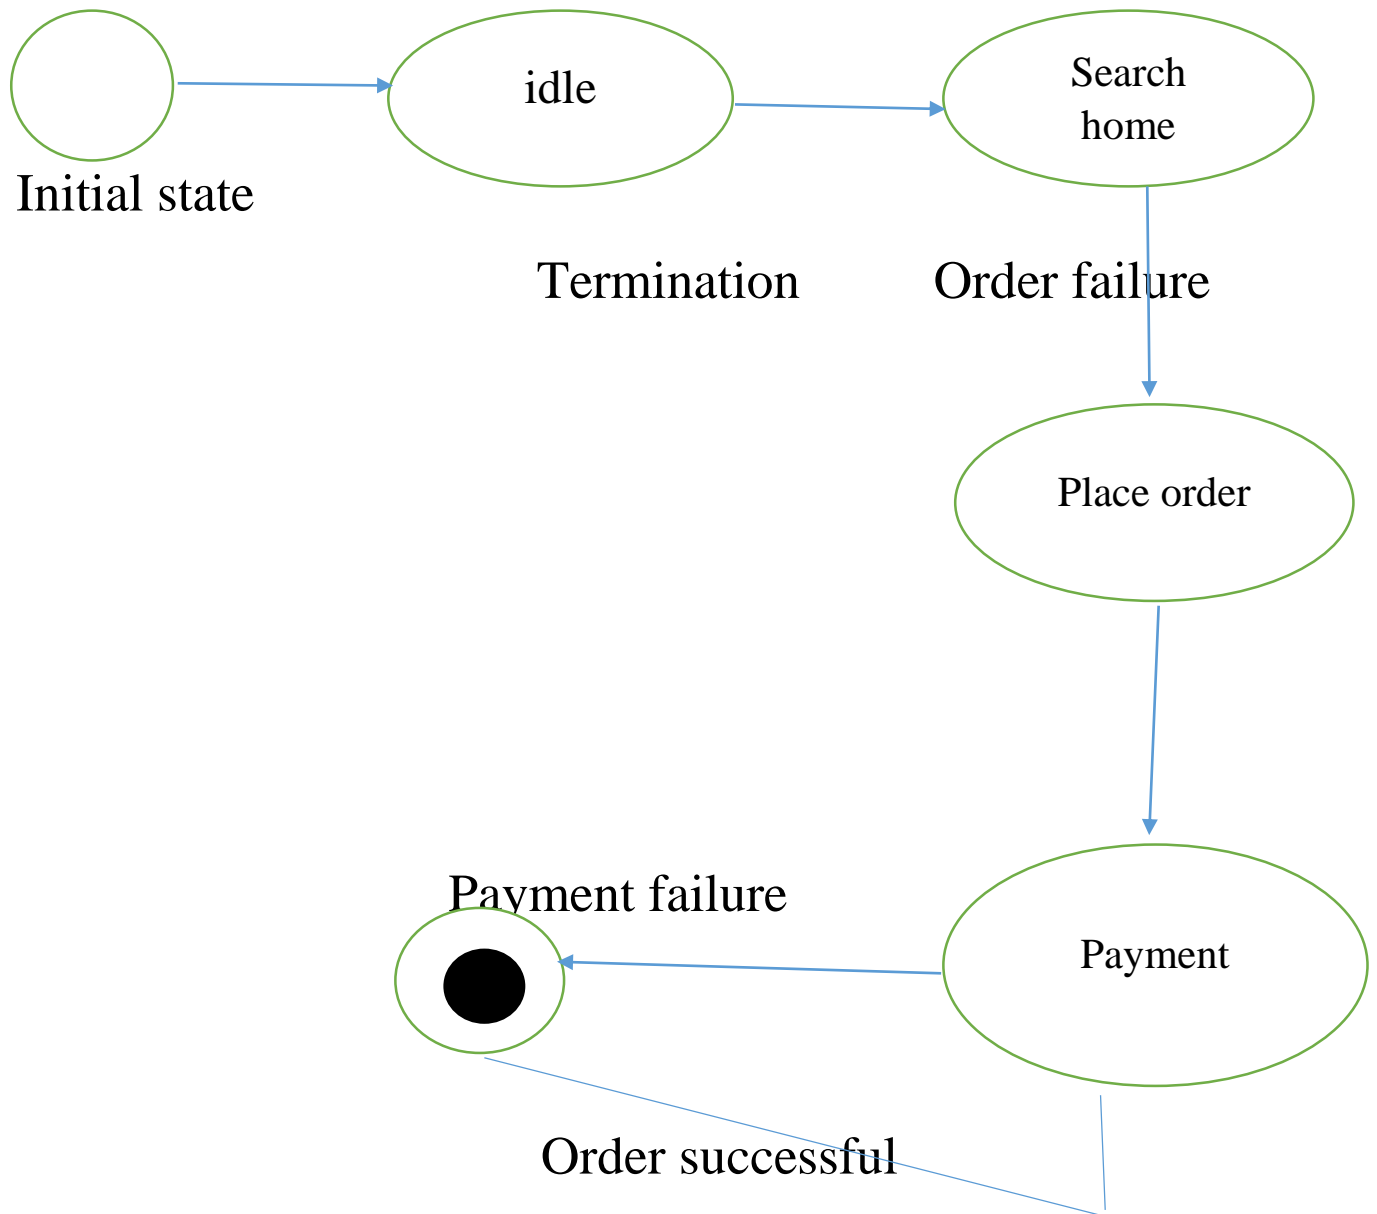 idle
Search
home
Initial state
Termination
Order failure
Place order
Payment failure
Payment
Order successful